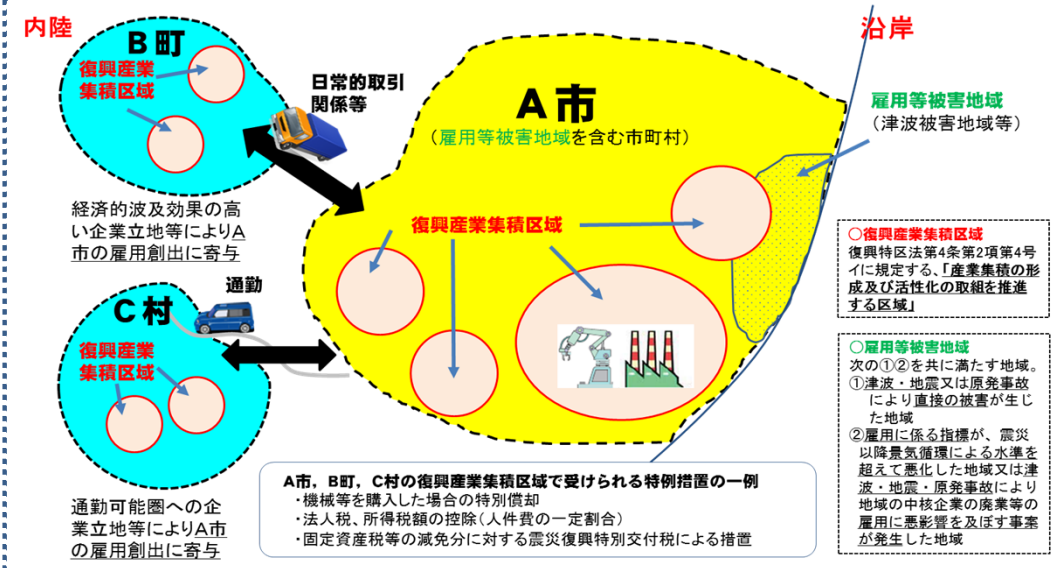 内陸
沿岸
B町
復興産業
集積区域
日常的取引
関係等
A市
(雇用等被害地域を含む市町村)
雇用等被害地域
(津波被害地域等)
経済的波及効果の高
い企業立地等によりA
市の雇用創出に寄与
復興産業集積区域
通勤
C村
復興産業
集積区域
通勤可能圏への企
業立地等によりA市
の雇用創出に寄与
○復興産業集積区域
復興特区法第4条第2項第4号
イに規定する、「産業集積の形
成及び活性化の取組を推進
する区域」
○雇用等被害地域
次の①②を共に満たす地域。
①津波・地震又は原発事故
により直接の被害が生じ
た地域
②雇用に係る指標が、震災
以降景気循環による水準を
超えて悪化した地域又は津
波・地震・原発事故により
地域の中核企業の廃業等の
雇用に悪影響を及ぼす事案
が発生した地域
A市，B町，C村の復興産業集積区域で受けられる特例措置の一例
・機械等を購入した場合の特別償却
・法人税、所得税額の控除(人件費の一定割合)
・固定資産税等の減免分に対する震災復興特別交付税による措置